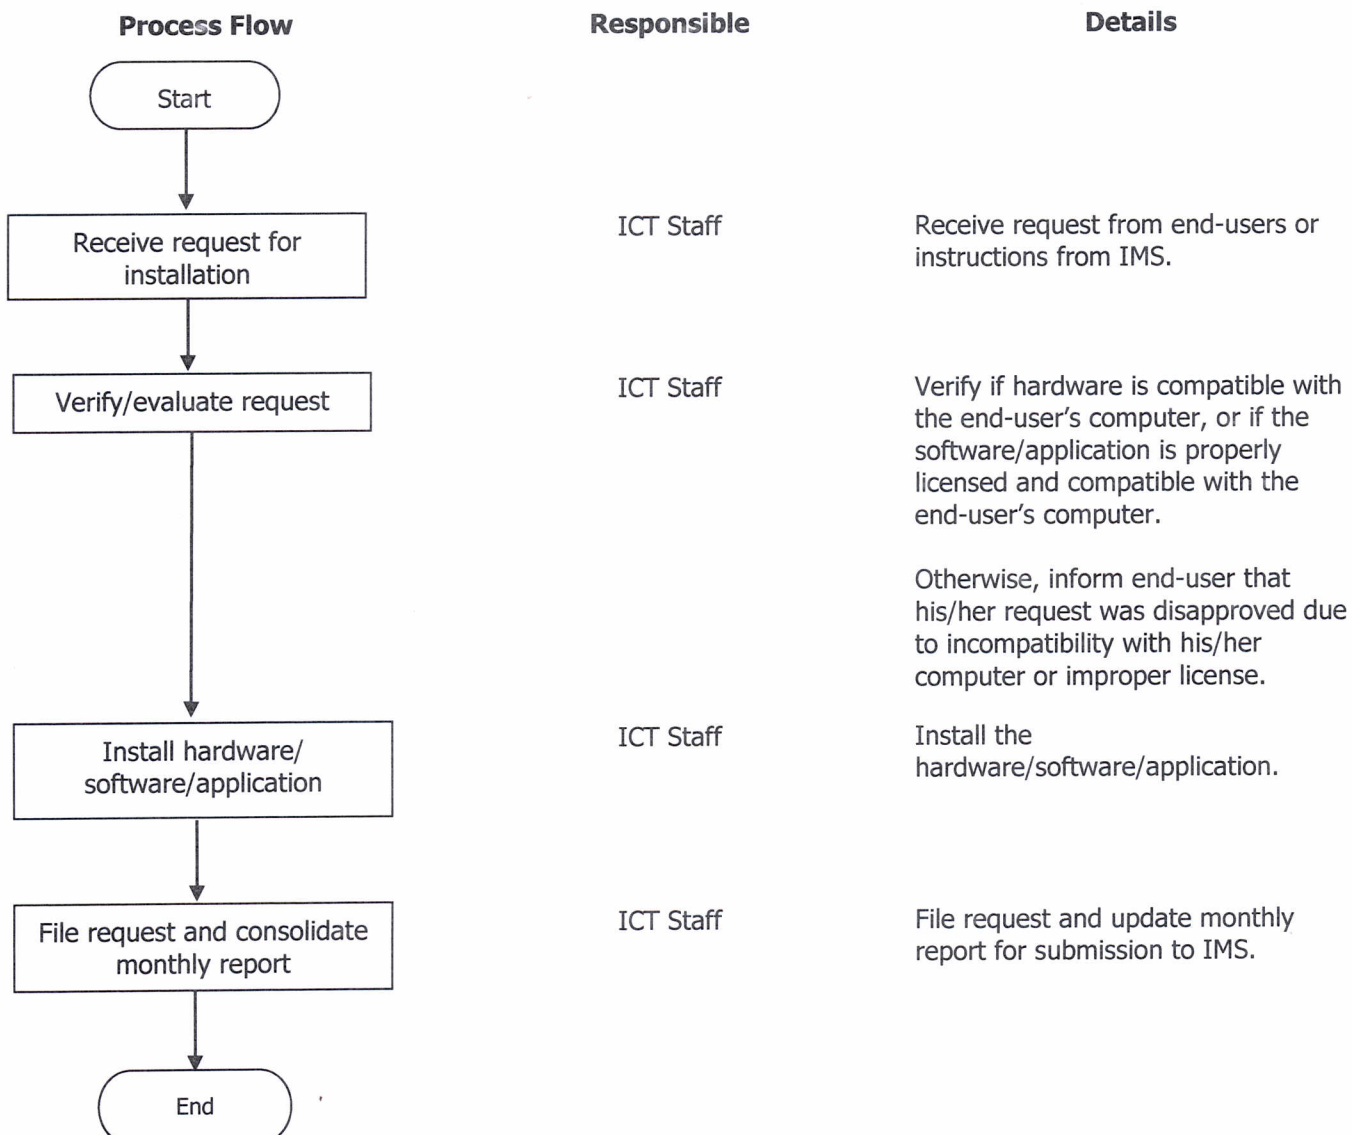 Process Flow
Responsible
Details
Start
Receive request for
installation
ICT Staff
Receive request from end-users or
instructions from IMS.
Verify/evaluate request
ICT Staff
Verify if hardware is compatible with
the end-user's computer, or if the
software/application is properly
licensed and compatible with the
end-user's computer.
Otherwise, inform end-user that
his/her request was disapproved due
to incompatibility with his/her
computer or improper license.
Install hardware/
software/application
ICT Staff
Install the
hardware/software/application.
File request and consolidate
monthly report
ICT Staff
File request and update monthly
report for submission to IMS.
End